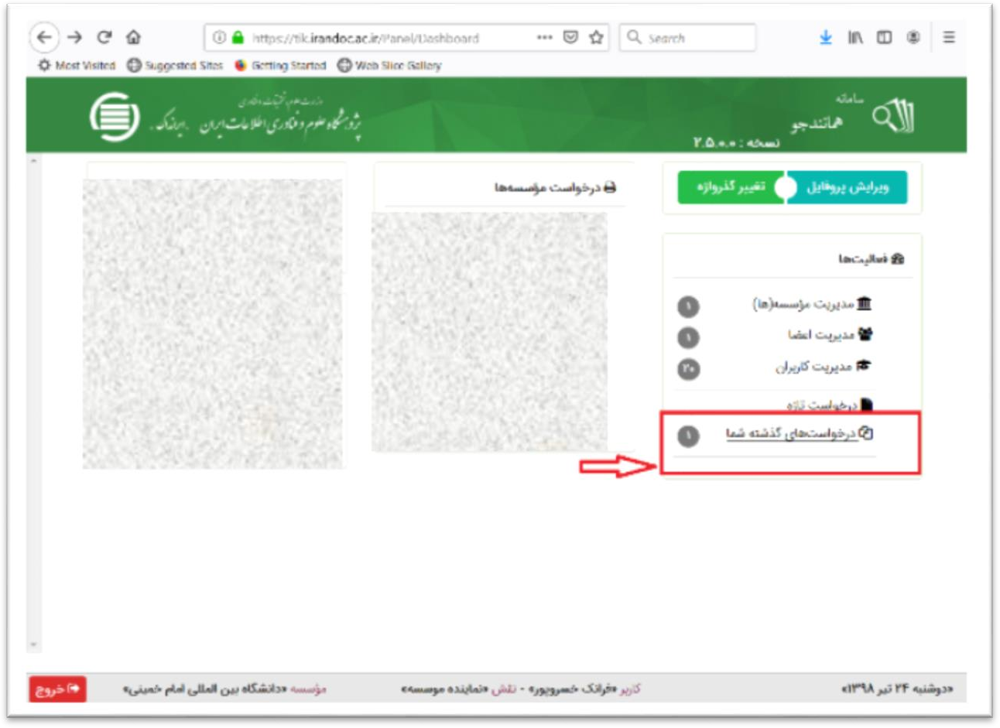 https://tik.irandoc.ac.ir/Panel/Dashboard
Search
Most Visited
Suggested Sites
Getting Started
Web Slice Gallery
سامانه
همانندجو
نسخه : ۲.۵.۰.۰
وزارت علوم، تحقیقات و فناوری
پژوهشگاه علوم و فناوری اطلاعات ایران . ایرانداک .
ویرایش پروفایل
تغییر گذرواژه
درخواست مؤسسه‌ها
فعالیت‌ها
مدیریت مؤسسه(ها) ۱
مدیریت اعضا ۱
مدیریت کاربران ۲۰
درخواست تازه
درخواست‌های گذشته شما ۱
«دوشنبه ۲۴ تیر ۱۳۹۸»
کاربر «فرانک خسروپور» - نقش «نماینده موسسه»
مؤسسه «دانشگاه بین المللی امام خمینی»
خروج